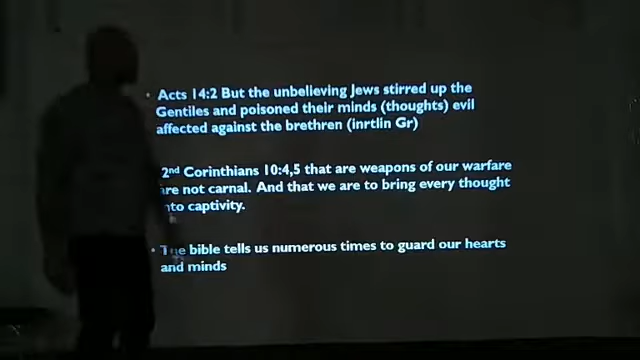 • Acts 14:2 But the unbelieving Jews stirred up the
Gentiles and poisoned their minds (thoughts) evil
affected against the brethren (inrtlin Gr)
2nd Corinthians 10:4,5 that are weapons of our warfare
are not carnal. And that we are to bring every thought
into captivity.
• The bible tells us numerous times to guard our hearts
and minds